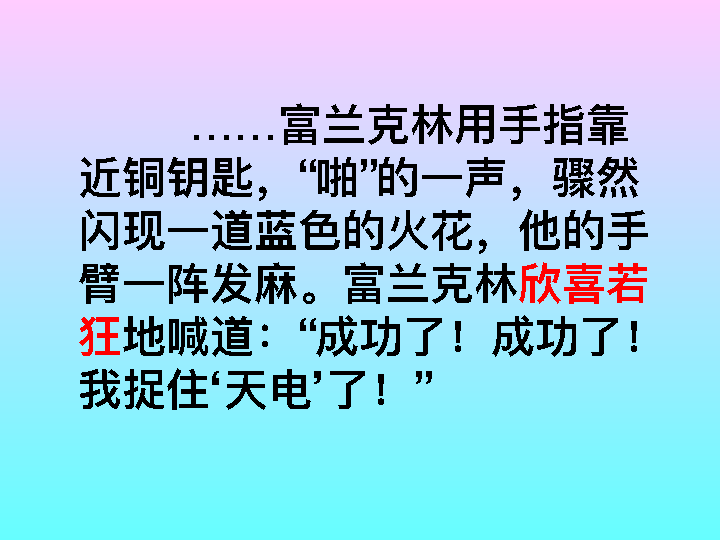 ……富兰克林用手指靠
近铜钥匙，“啪”的一声，骤然
闪现一道蓝色的火花，他的手
臂一阵发麻。富兰克林欣喜若
狂地喊道：“成功了！成功了！
我捉住‘天电’了！”